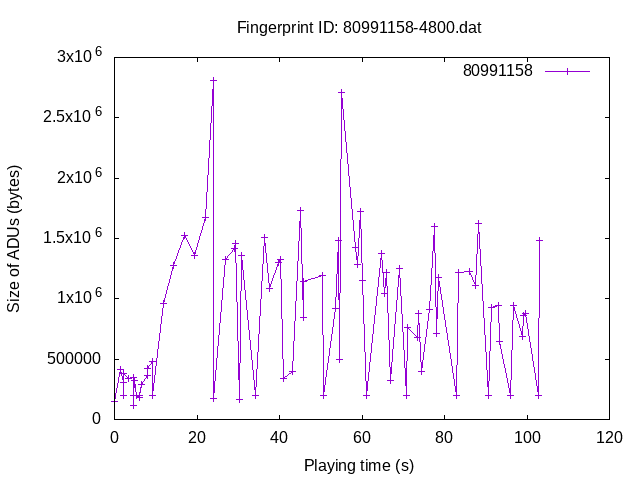 Fingerprint ID: 80991158-4800.dat
3x10^6
80991158
2.5x10^6
2x10^6
1.5x10^6
1x10^6
500000
0
Size of ADUs (bytes)
0 20 40 60 80 100 120
Playing time (s)